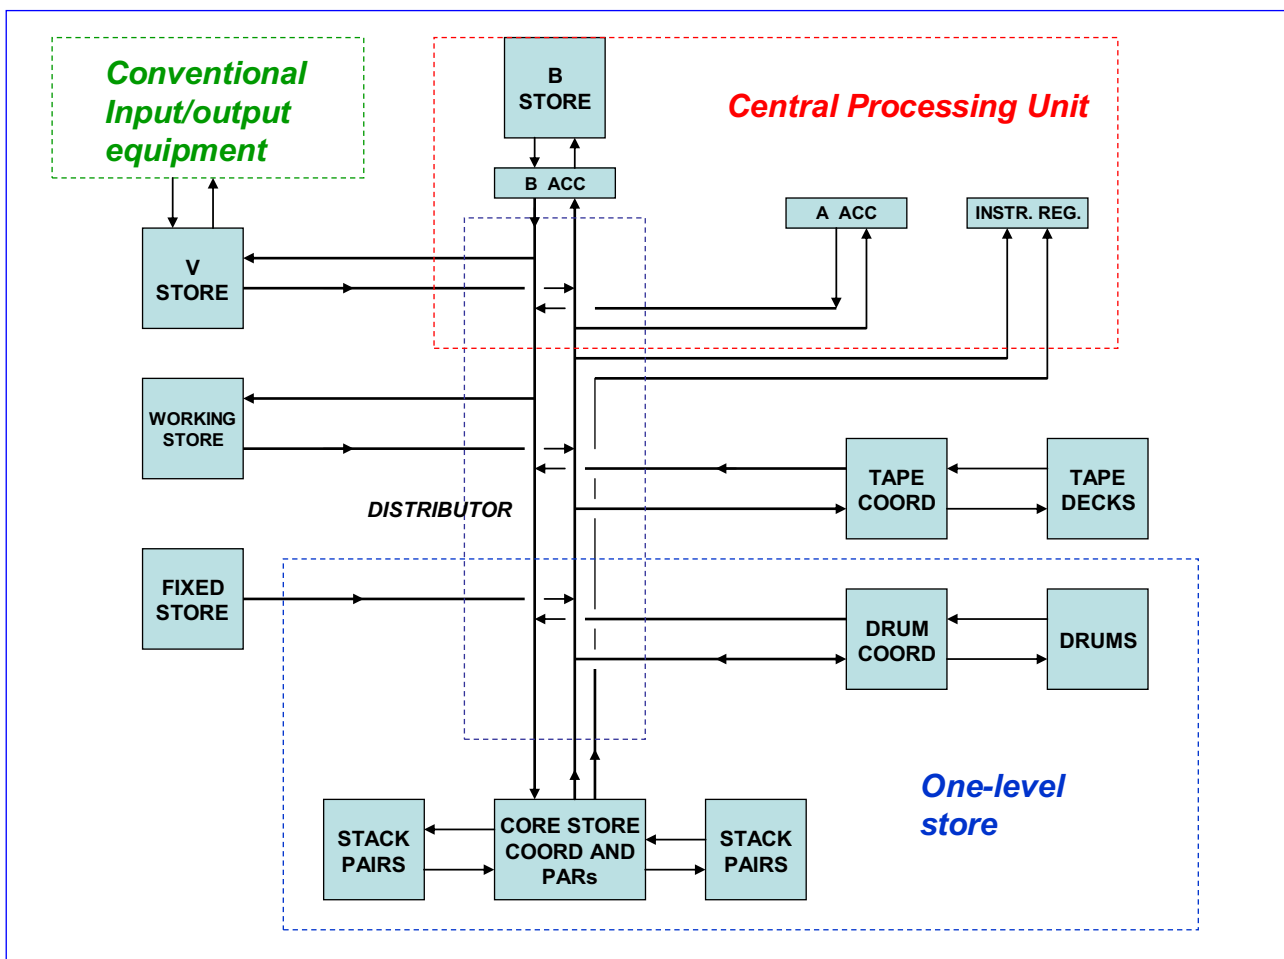 Conventional
Input/output
equipment
B
STORE
Central Processing Unit
B ACC
A ACC
INSTR. REG.
V
STORE
WORKING
STORE
TAPE
COORD
TAPE
DECKS
DISTRIBUTOR
FIXED
STORE
DRUM
COORD
DRUMS
One-level
store
STACK
PAIRS
CORE STORE
COORD AND
PARs
STACK
PAIRS